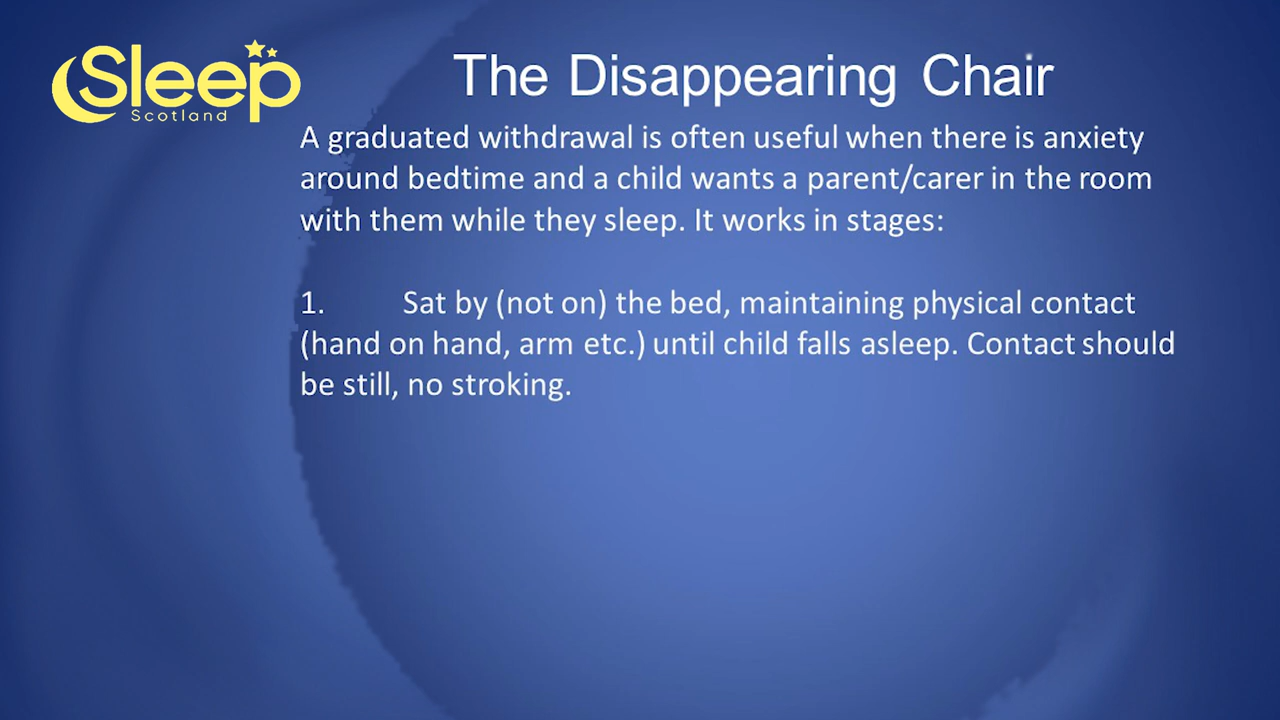 Sleep
Scotland
The Disappearing Chair
A graduated withdrawal is often useful when there is anxiety
around bedtime and a child wants a parent/carer in the room
with them while they sleep. It works in stages:
1. Sat by (not on) the bed, maintaining physical contact
(hand on hand, arm etc.) until child falls asleep. Contact should
be still, no stroking.